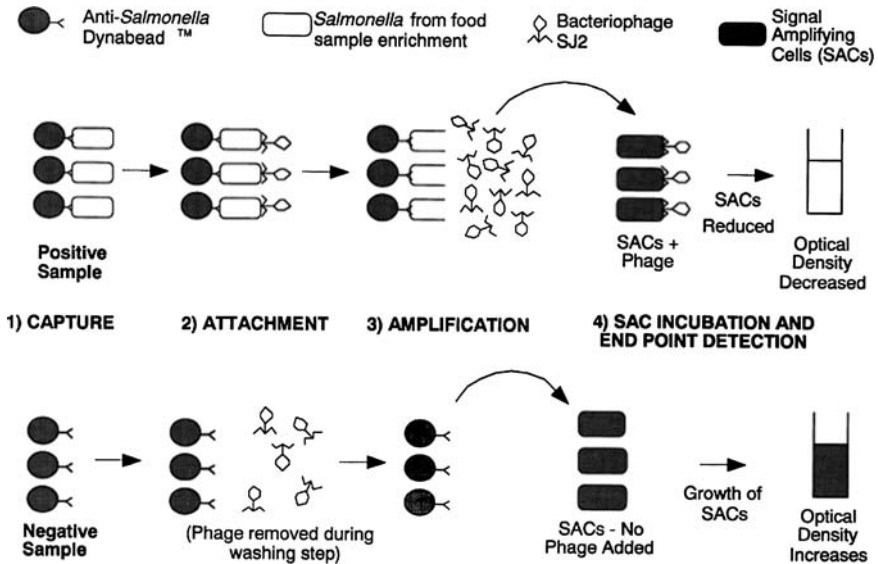 Anti-Salmonella
Dynabead ™
Salmonella from food
sample enrichment
Bacteriophage
SJ2
Signal
Amplifying
Cells (SACs)
Positive
Sample
SACs +
Phage
SACs
Reduced
Optical
Density
Decreased
1) CAPTURE
2) ATTACHMENT
3) AMPLIFICATION
4) SAC INCUBATION AND
END POINT DETECTION
Negative
Sample
(Phage removed during
washing step)
SACs - No
Phage Added
Growth of
SACs
Optical
Density
Increases